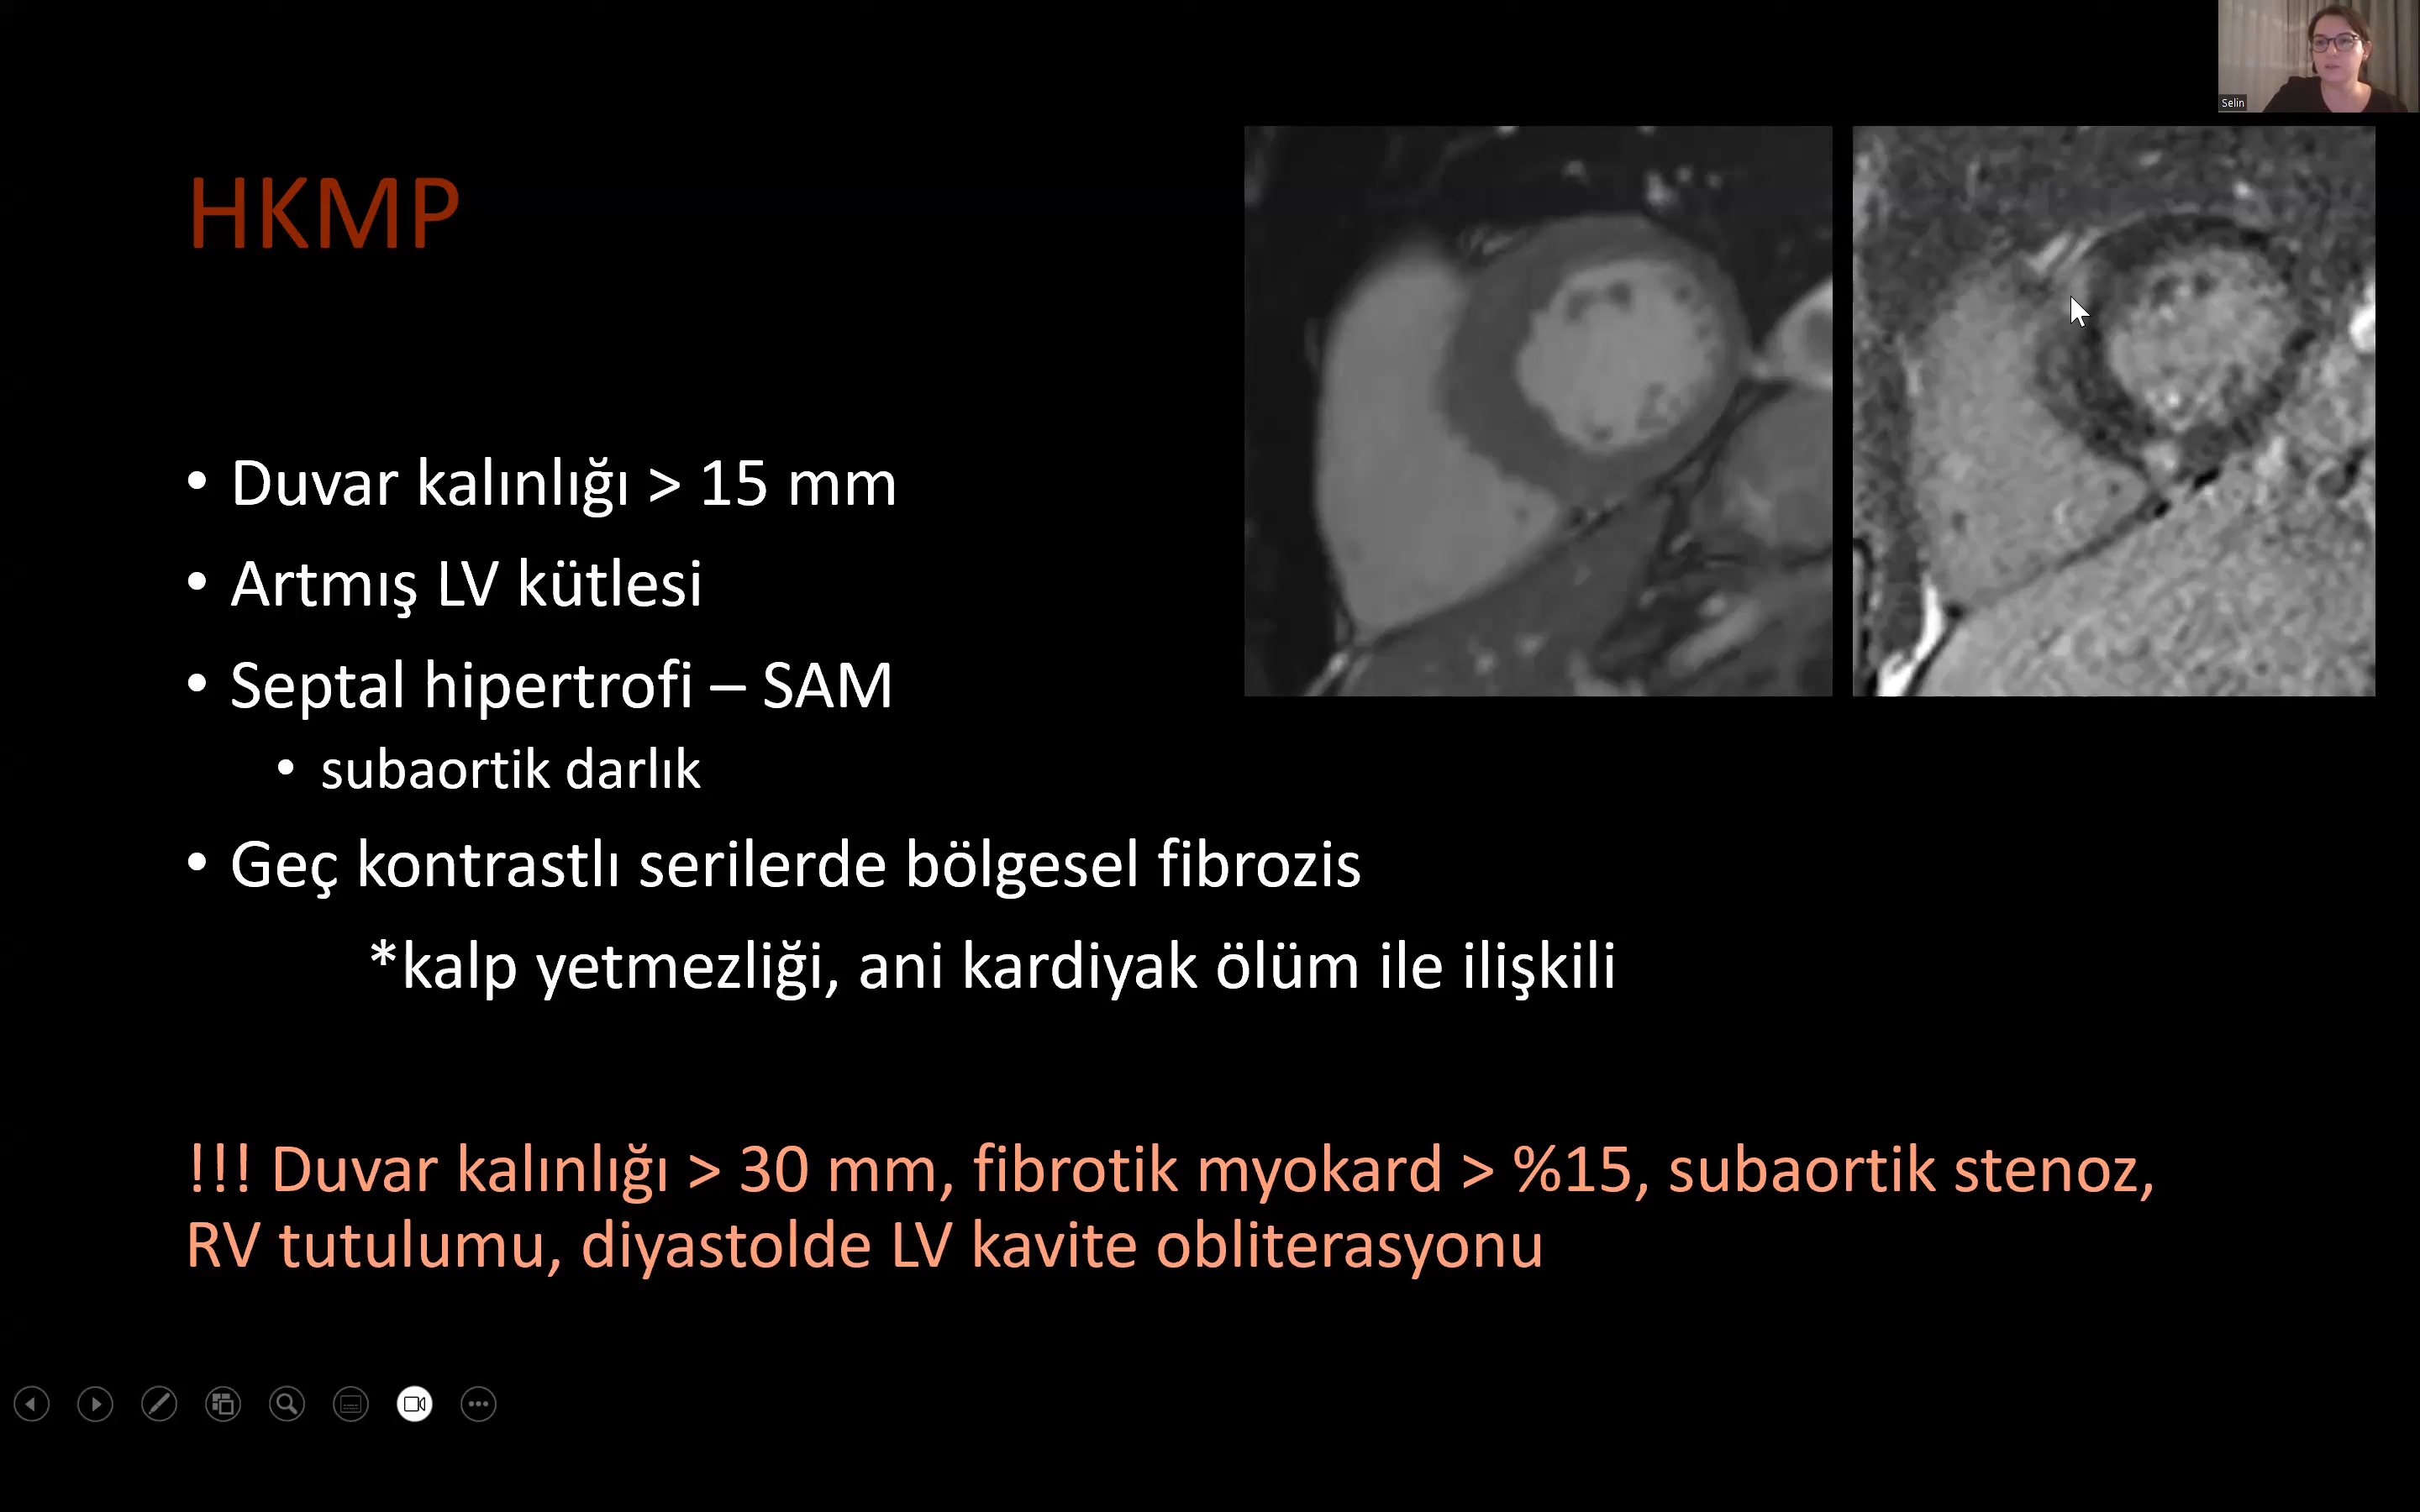 Selin
HKMP
• Duvar kalınlığı > 15 mm
• Artmış LV kütlesi
• Septal hipertrofi – SAM
• subaortik darlık
• Geç kontrastlı serilerde bölgesel fibrozis
*kalp yetmezliği, ani kardiyak ölüm ile ilişkili
!!! Duvar kalınlığı > 30 mm, fibrotik myokard > %15, subaortik stenoz,
RV tutulumu, diyastolde LV kavite obliterasyonu